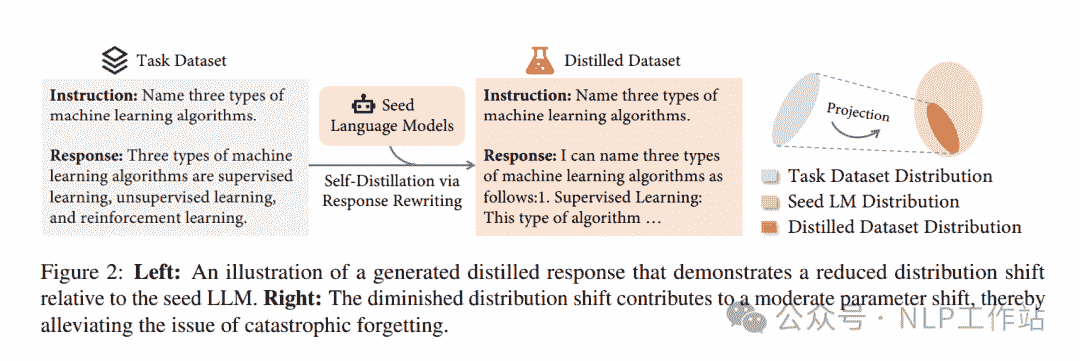 Task Dataset
Instruction: Name three types of
machine learning algorithms.
Response: Three types of machine
learning algorithms are supervised
learning, unsupervised learning,
and reinforcement learning.
Seed
Language Models
Self-Distillation via
Response Rewriting
Distilled Dataset
Instruction: Name three types of
machine learning algorithms.
Response: I can name three types
of machine learning algorithms as
follows:1. Supervised Learning:
This type of algorithm …
Projection
Task Dataset Distribution
Seed LM Distribution
Distilled Dataset Distribution
Figure 2: Left: An illustration of a generated distilled response that demonstrates a reduced distribution shift
relative to the seed LLM. Right: The diminished distribution shift contributes to a moderate parameter shift, thereby
alleviating the issue of catastrophic forgetting.
公众号 · NLP工作站